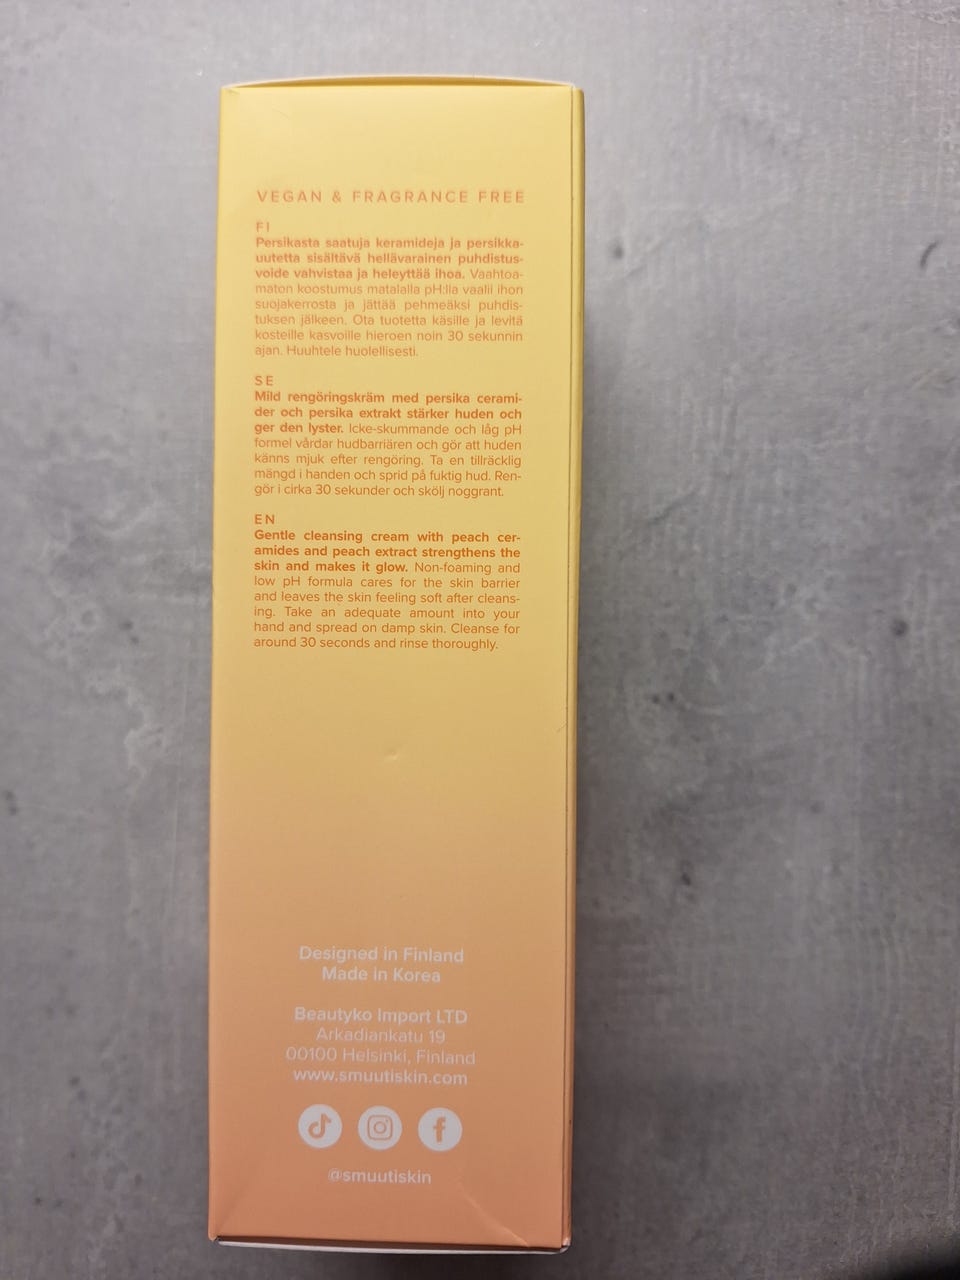 VEGAN & FRAGRANCE FREE
FI
Persikasta saatuja keramideja ja persikka-
uutetta sisältävä hellävarainen puhdistus-
voide vahvistaa ja heleyttää ihoa. Vaahtoa-
maton koostumus matalalla pH:lla vaalii ihon
suojakerrosta ja jättää pehmeäksi puhdis-
tuksen jälkeen. Ota tuotetta käsille ja levitä
kosteille kasvoille hieroen noin 30 sekunnin
ajan. Huuhtele huolellisesti.
SE
Mild rengöringskräm med persika cerami-
der och persika extrakt stärker huden och
ger den lyster. Icke-skummande och låg pH
formel vårdar hudbarriären och gör att huden
känns mjuk efter rengöring. Ta en tillräcklig
mängd i handen och sprid på fuktig hud. Ren-
gör i cirka 30 sekunder och skölj noggrant.
EN
Gentle cleansing cream with peach cer-
amides and peach extract strengthens the
skin and makes it glow. Non-foaming and
low pH formula cares for the skin barrier
and leaves the skin feeling soft after cleans-
ing. Take an adequate amount into your
hand and spread on damp skin. Cleanse for
around 30 seconds and rinse thoroughly.
Designed in Finland
Made in Korea
Beautyko Import LTD
Arkadiankatu 19
00100 Helsinki, Finland
www.smuutiskin.com
@smuutiskin